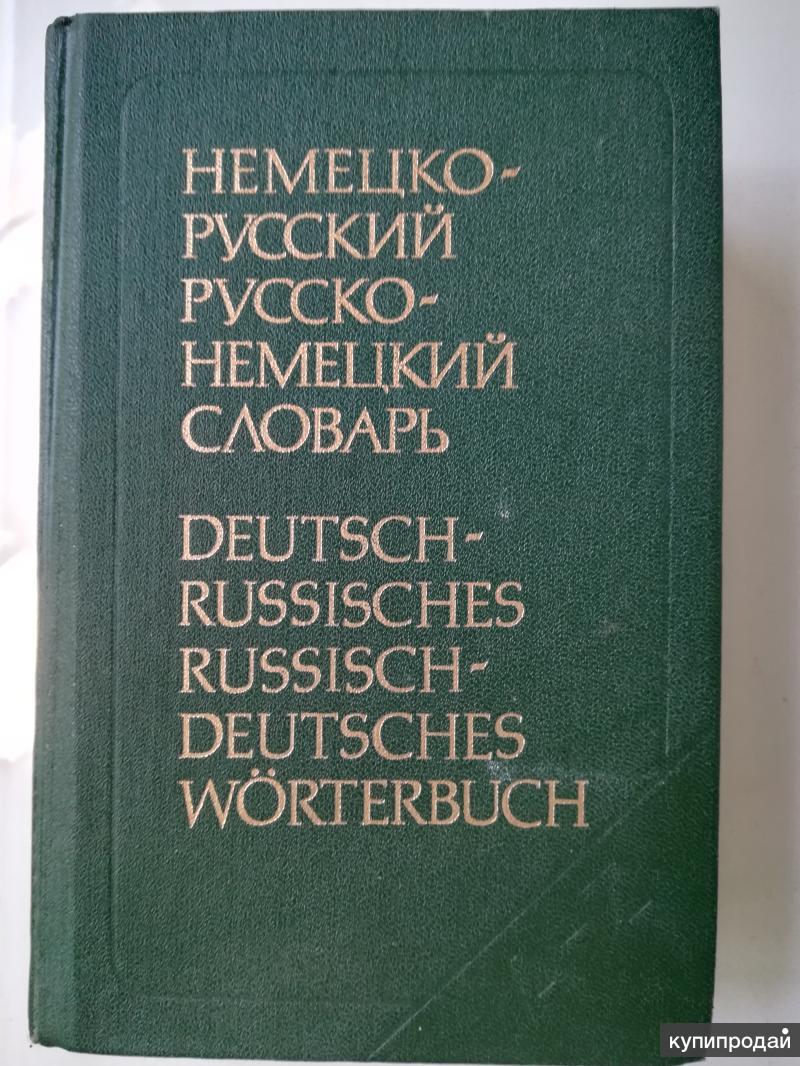 НЕМЕЦКО-
РУССКИЙ
РУССКО-
НЕМЕЦКИЙ
СЛОВАРЬ
DEUTSCH-
RUSSISCHES
RUSSISCH-
DEUTSCHES
WÖRTERBUCH
купипродай